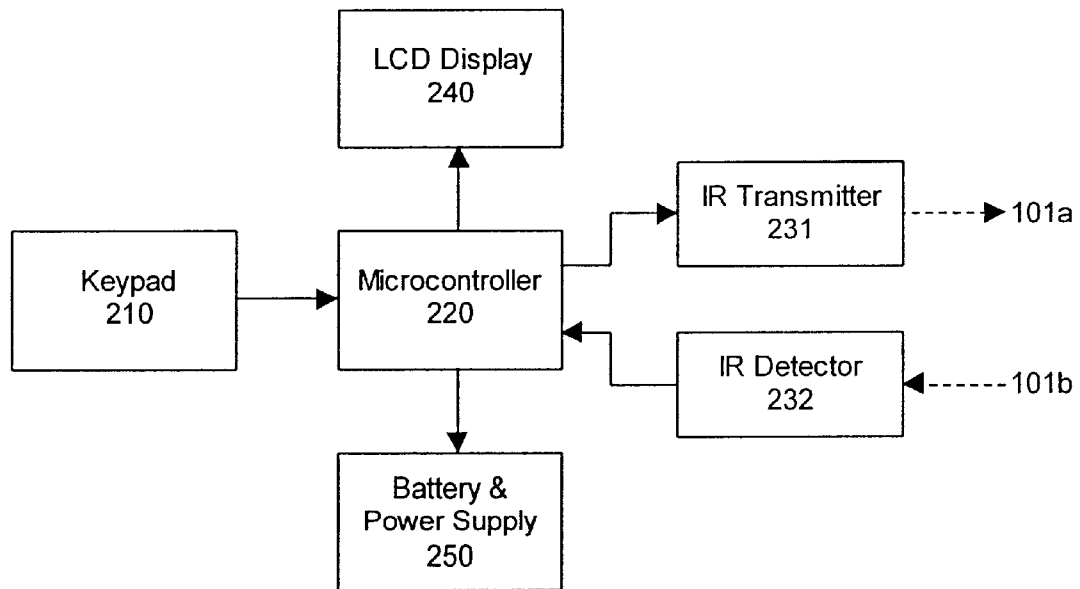 LCD Display
240
IR Transmitter
231
101a
Keypad
210
Microcontroller
220
IR Detector
232
101b
Battery &
Power Supply
250